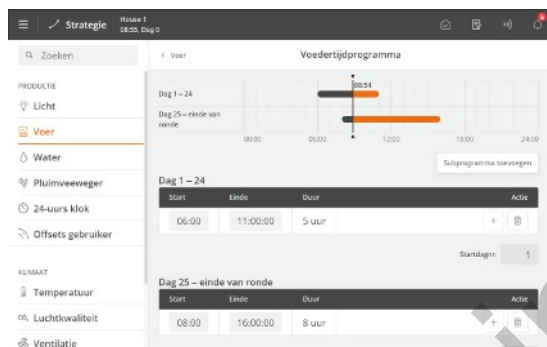 Strategie
House 1
08:55, Dag 0
Zoeken
Voer
Voedertijdprogramma
PRODUCTIE
Licht
Voer
Water
Pluimveeweger
24-uurs klok
Offsets gebruiker
KLIMAAT
Temperatuur
CO₂ Luchtkwaliteit
Ventilatie
08:54
Dag 1 – 24
Dag 25 – einde van ronde
00:00 06:00 12:00 18:00 24:00
Subprogramma toevoegen
Dag 1 – 24
Start Einde Duur Actie
06:00 11:00:00 5 uur
Startdagnr. 1
Dag 25 – einde van ronde
Start Einde Duur Actie
08:00 16:00:00 8 uur